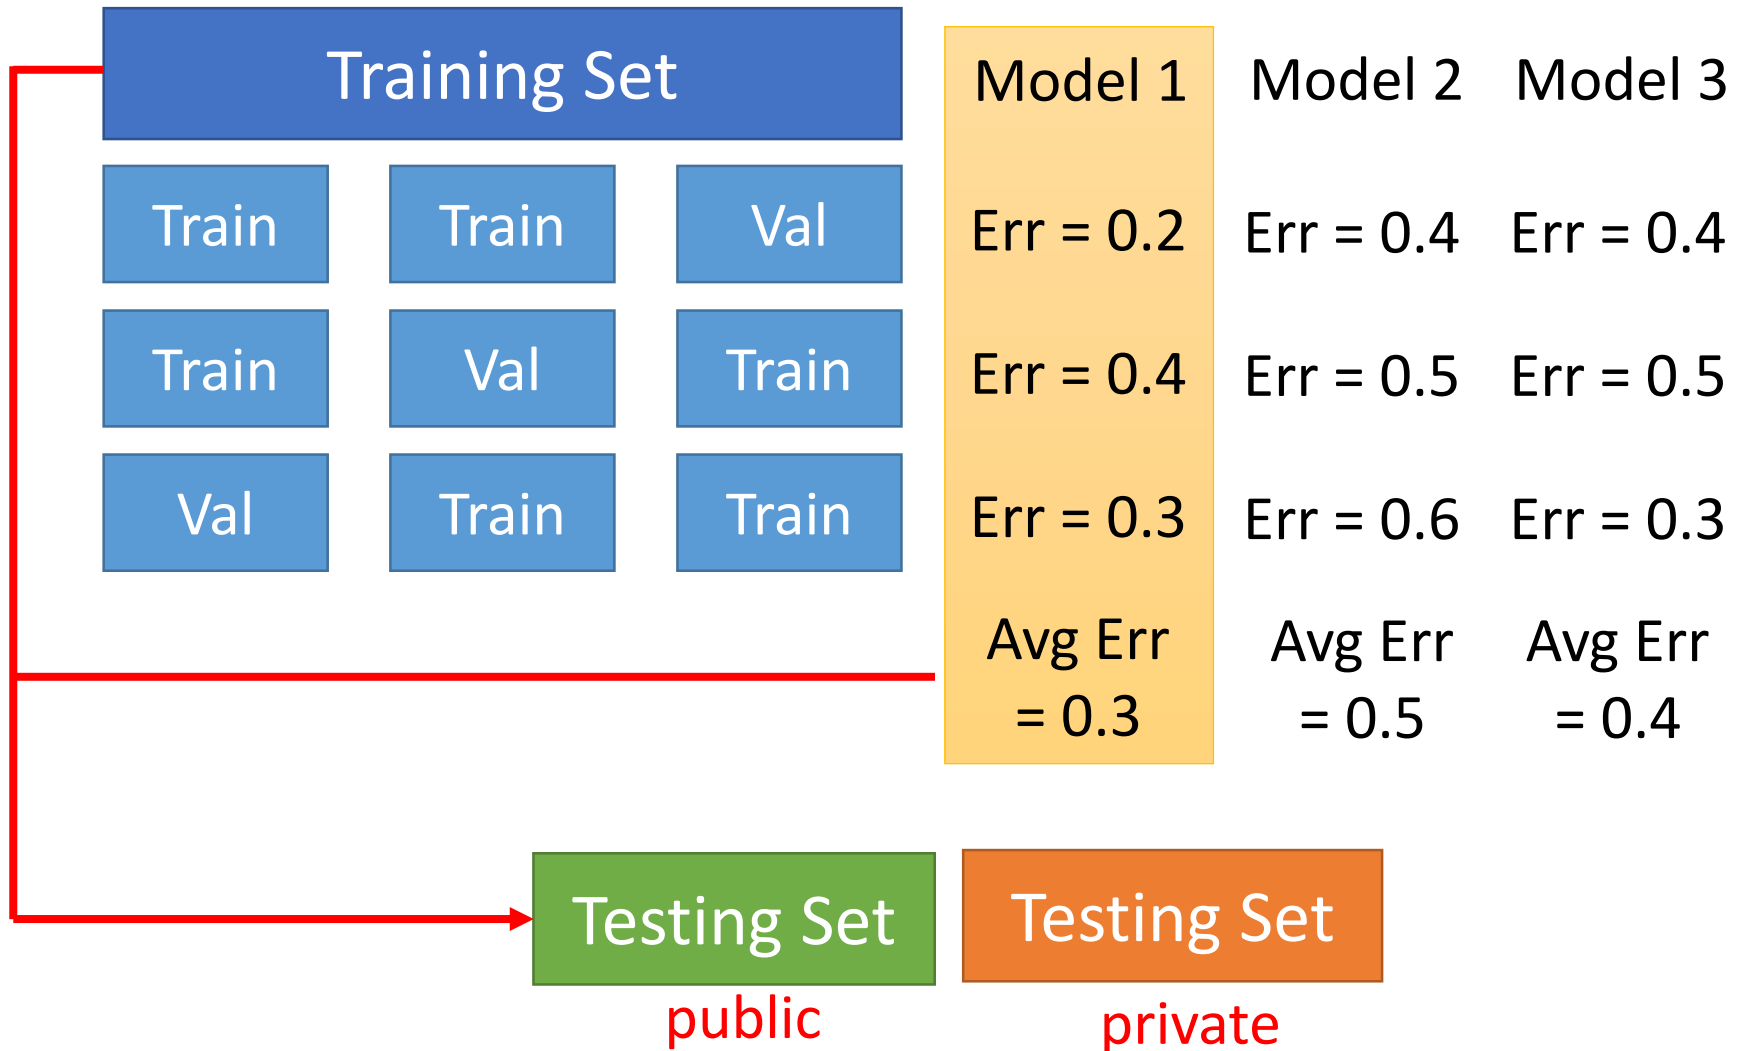 Training Set
Model 1
Model 2
Model 3
Train
Train
Val
Err = 0.2
Err = 0.4
Err = 0.4
Train
Val
Train
Err = 0.4
Err = 0.5
Err = 0.5
Val
Train
Train
Err = 0.3
Err = 0.6
Err = 0.3
Avg Err
= 0.3
Avg Err
= 0.5
Avg Err
= 0.4
Testing Set
public
Testing Set
private